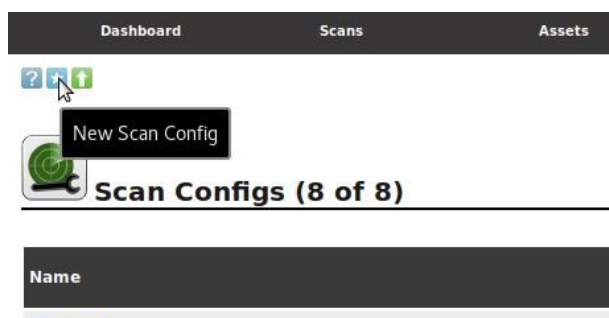 Dashboard Scans Assets
?
New Scan Config
Scan Configs (8 of 8)
Name